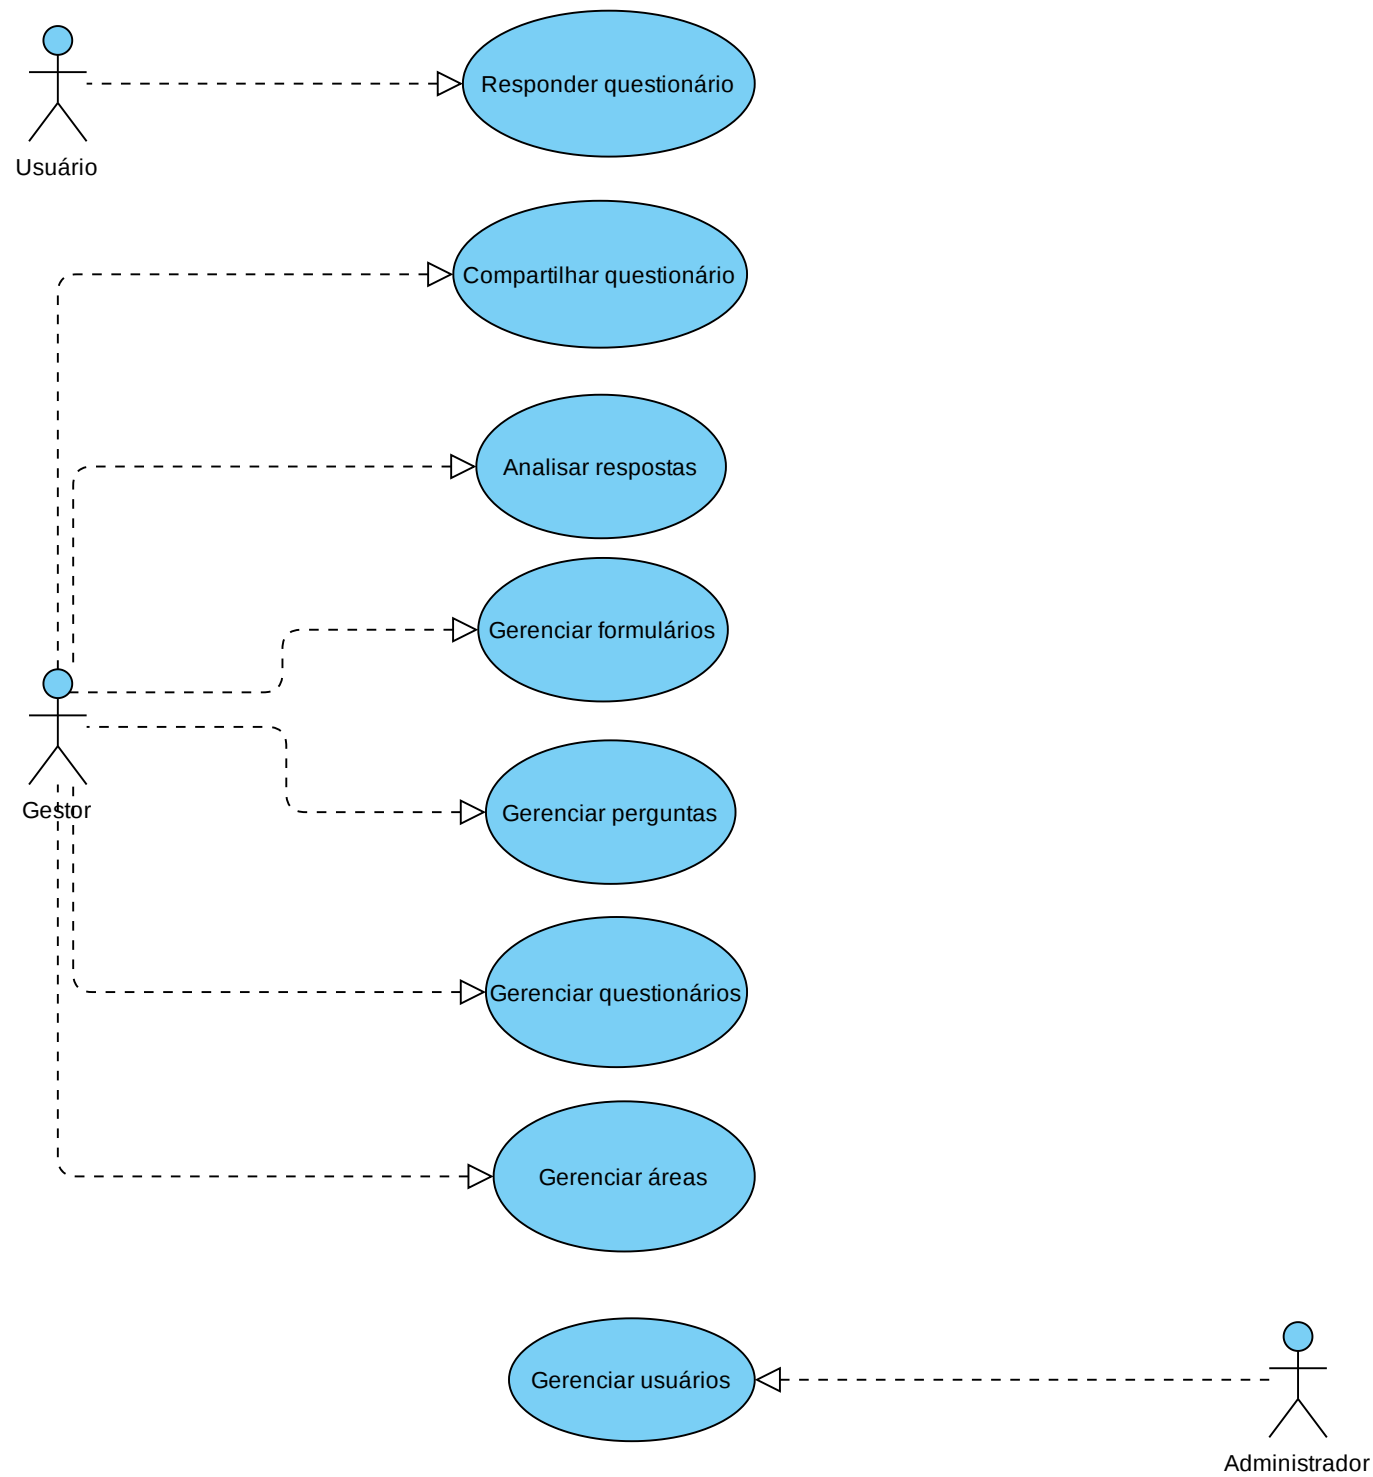 Responder questionário
Usuário
Compartilhar questionário
Analisar respostas
Gerenciar formulários
Gestor
Gerenciar perguntas
Gerenciar questionários
Gerenciar áreas
Gerenciar usuários
Administrador